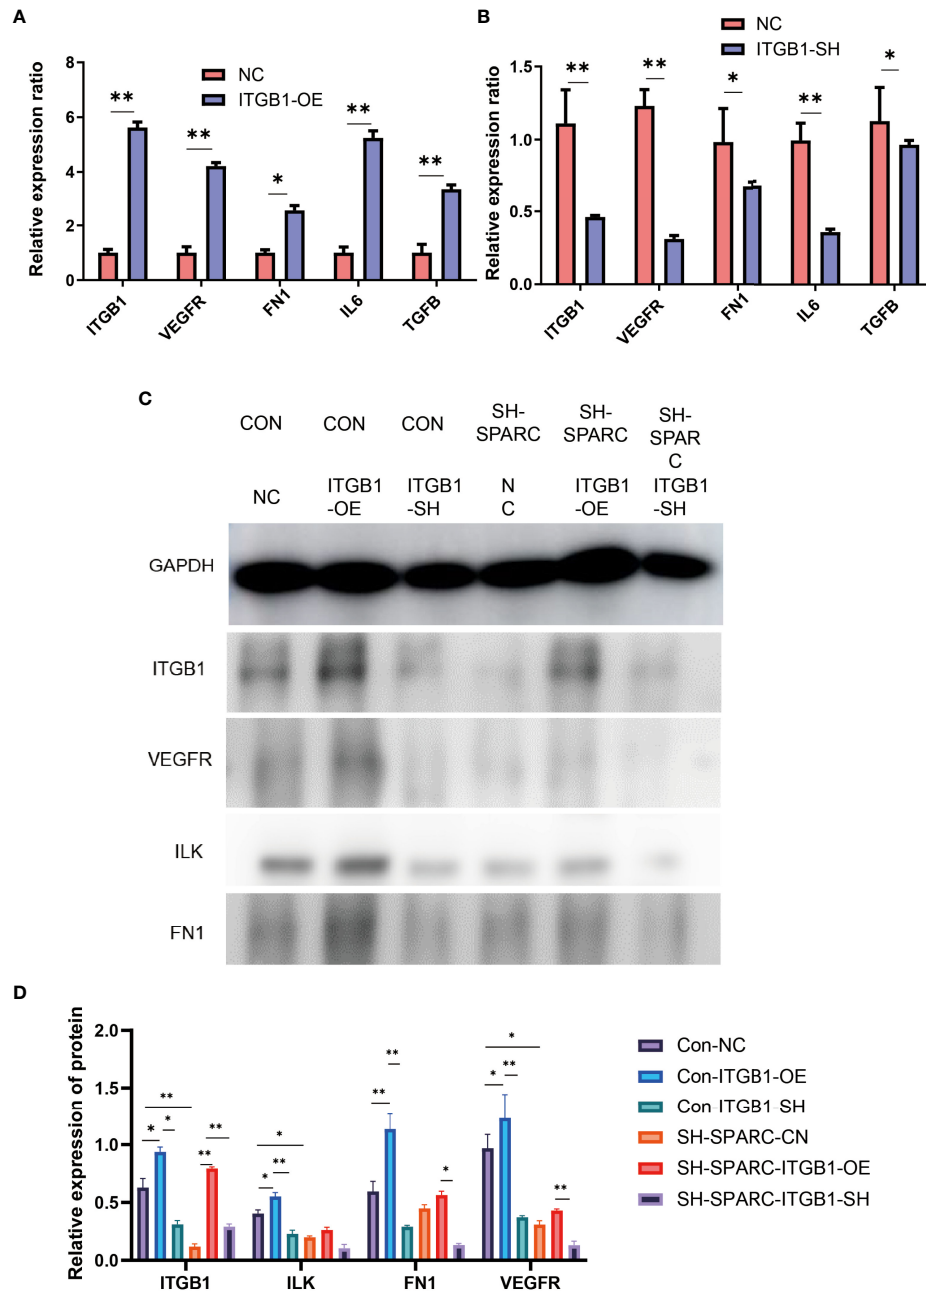 A
NC
ITGB1-OE
Relative expression ratio
8
6
4
2
0
**
**
*
**
**
ITGB1
VEGFR
FN1
IL6
TGFB
B
NC
ITGB1-SH
Relative expression ratio
1.5
1.0
0.5
0.0
**
**
*
**
*
ITGB1
VEGFR
FN1
IL6
TGFB
C
CON CON CON SH-SPARC SH-SPARC SH-SPAR C
NC ITGB1-OE ITGB1-SH N C ITGB1-OE ITGB1-SH
GAPDH
ITGB1
VEGFR
ILK
FN1
D
Relative expression of protein
2.0
1.5
1.0
0.5
0.0
**
*
*
**
**
*
*
**
**
**
*
*
*
**
**
ITGB1
ILK
FN1
VEGFR
Con-NC
Con-ITGB1-OE
Con-ITGB1-SH
SH-SPARC-CN
SH-SPARC-ITGB1-OE
SH-SPARC-ITGB1-SH